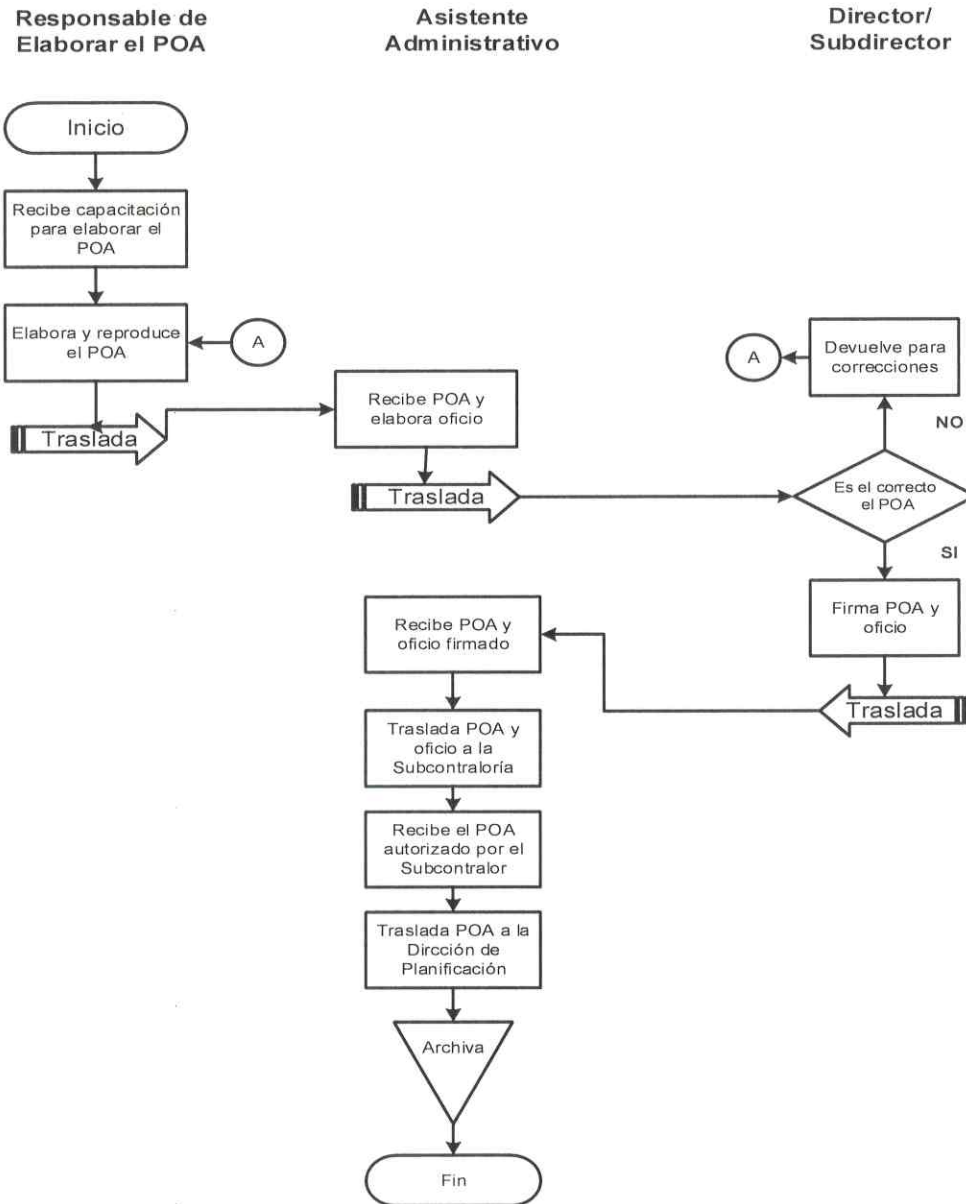 Responsable de
Elaborar el POA
Asistente
Administrativo
Director/
Subdirector
Inicio
Recibe capacitación
para elaborar el
POA
Elabora y reproduce
el POA
A
Traslada
Recibe POA y
elabora oficio
Traslada
A
Devuelve para
correcciones
NO
Es el correcto
el POA
SI
Firma POA y
oficio
Traslada
Recibe POA y
oficio firmado
Traslada POA y
oficio a la
Subcontraloría
Recibe el POA
autorizado por el
Subcontralor
Traslada POA a la
Dircción de
Planificación
Archiva
Fin